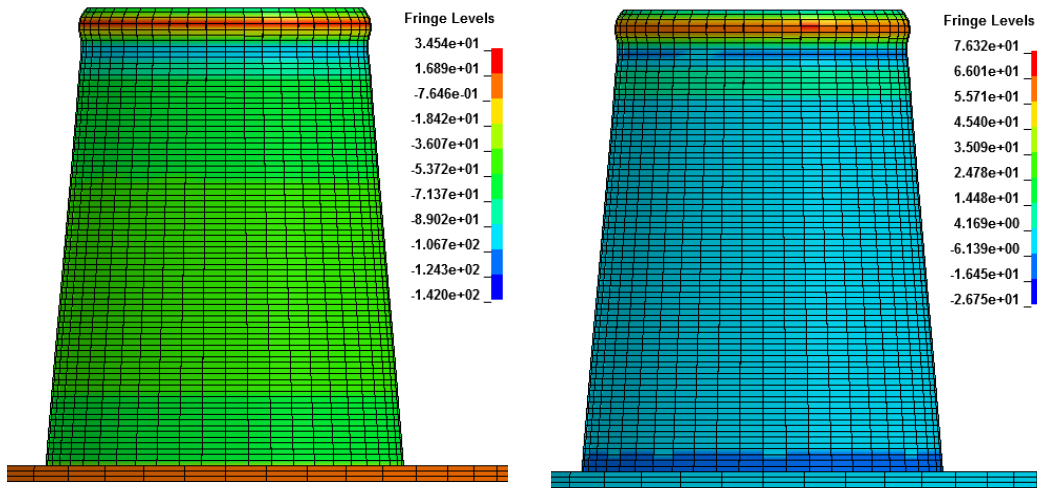 Fringe Levels
3.454e+01
1.689e+01
-7.646e-01
-1.842e+01
-3.607e+01
-5.372e+01
-7.137e+01
-8.902e+01
-1.067e+02
-1.243e+02
-1.420e+02
Fringe Levels
7.632e+01
6.601e+01
5.571e+01
4.540e+01
3.509e+01
2.478e+01
1.448e+01
4.169e+00
-6.139e+00
-1.645e+01
-2.675e+01